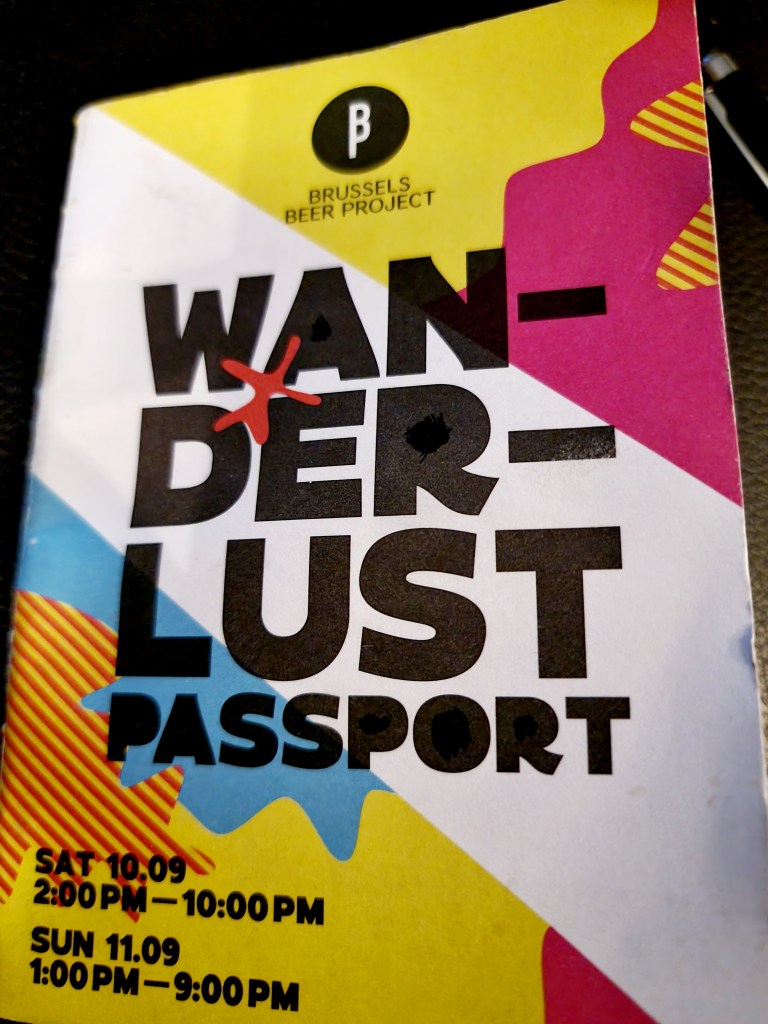 B
BRUSSELS
BEER PROJECT
WAN-
DER-
LUST
PASSPORT
SAT 10.09
2:00 PM — 10:00 PM
SUN 11.09
1:00 PM — 9:00 PM